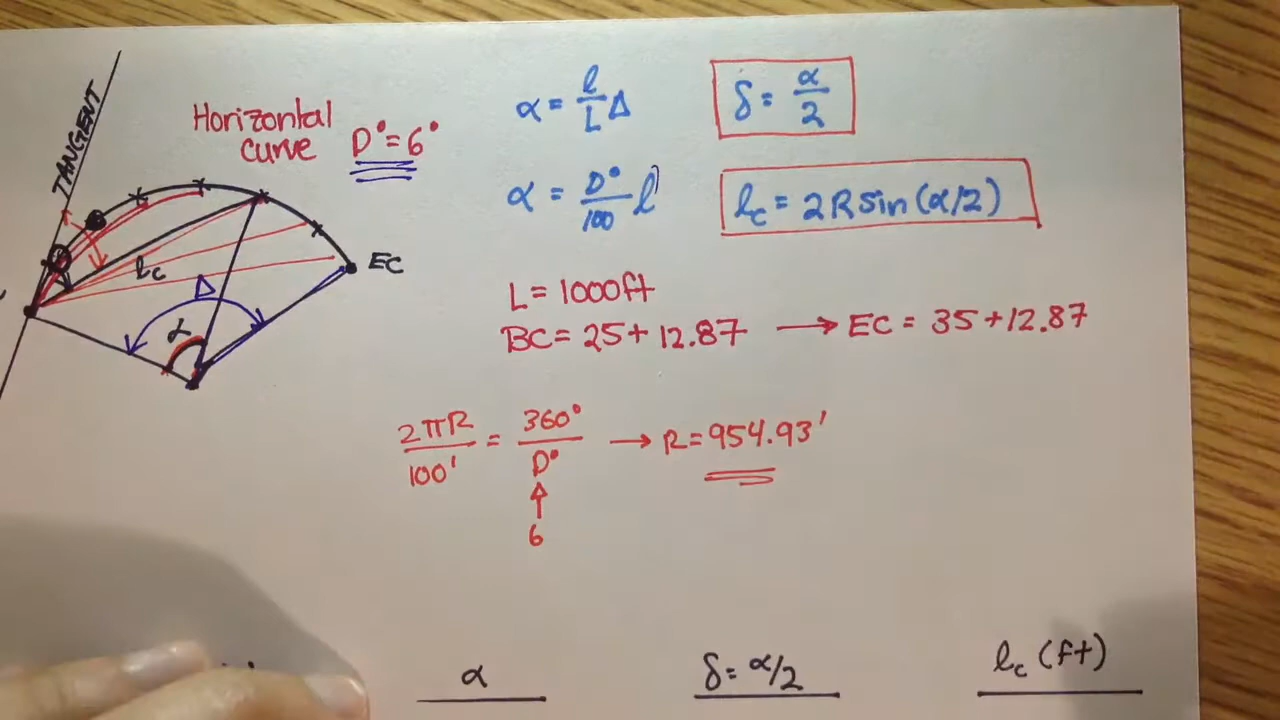 TANGENT
Horizontal
curve D° = 6°
α = l/L Δ
δ = α/2
α = D°/100 l
lc = 2R sin(α/2)
lc
Δ
α
EC
L = 1000ft
BC = 25 + 12.87 → EC = 35 + 12.87
2πR/100' = 360°/D° → R = 954.93'
6
α
δ = α/2
lc (ft)